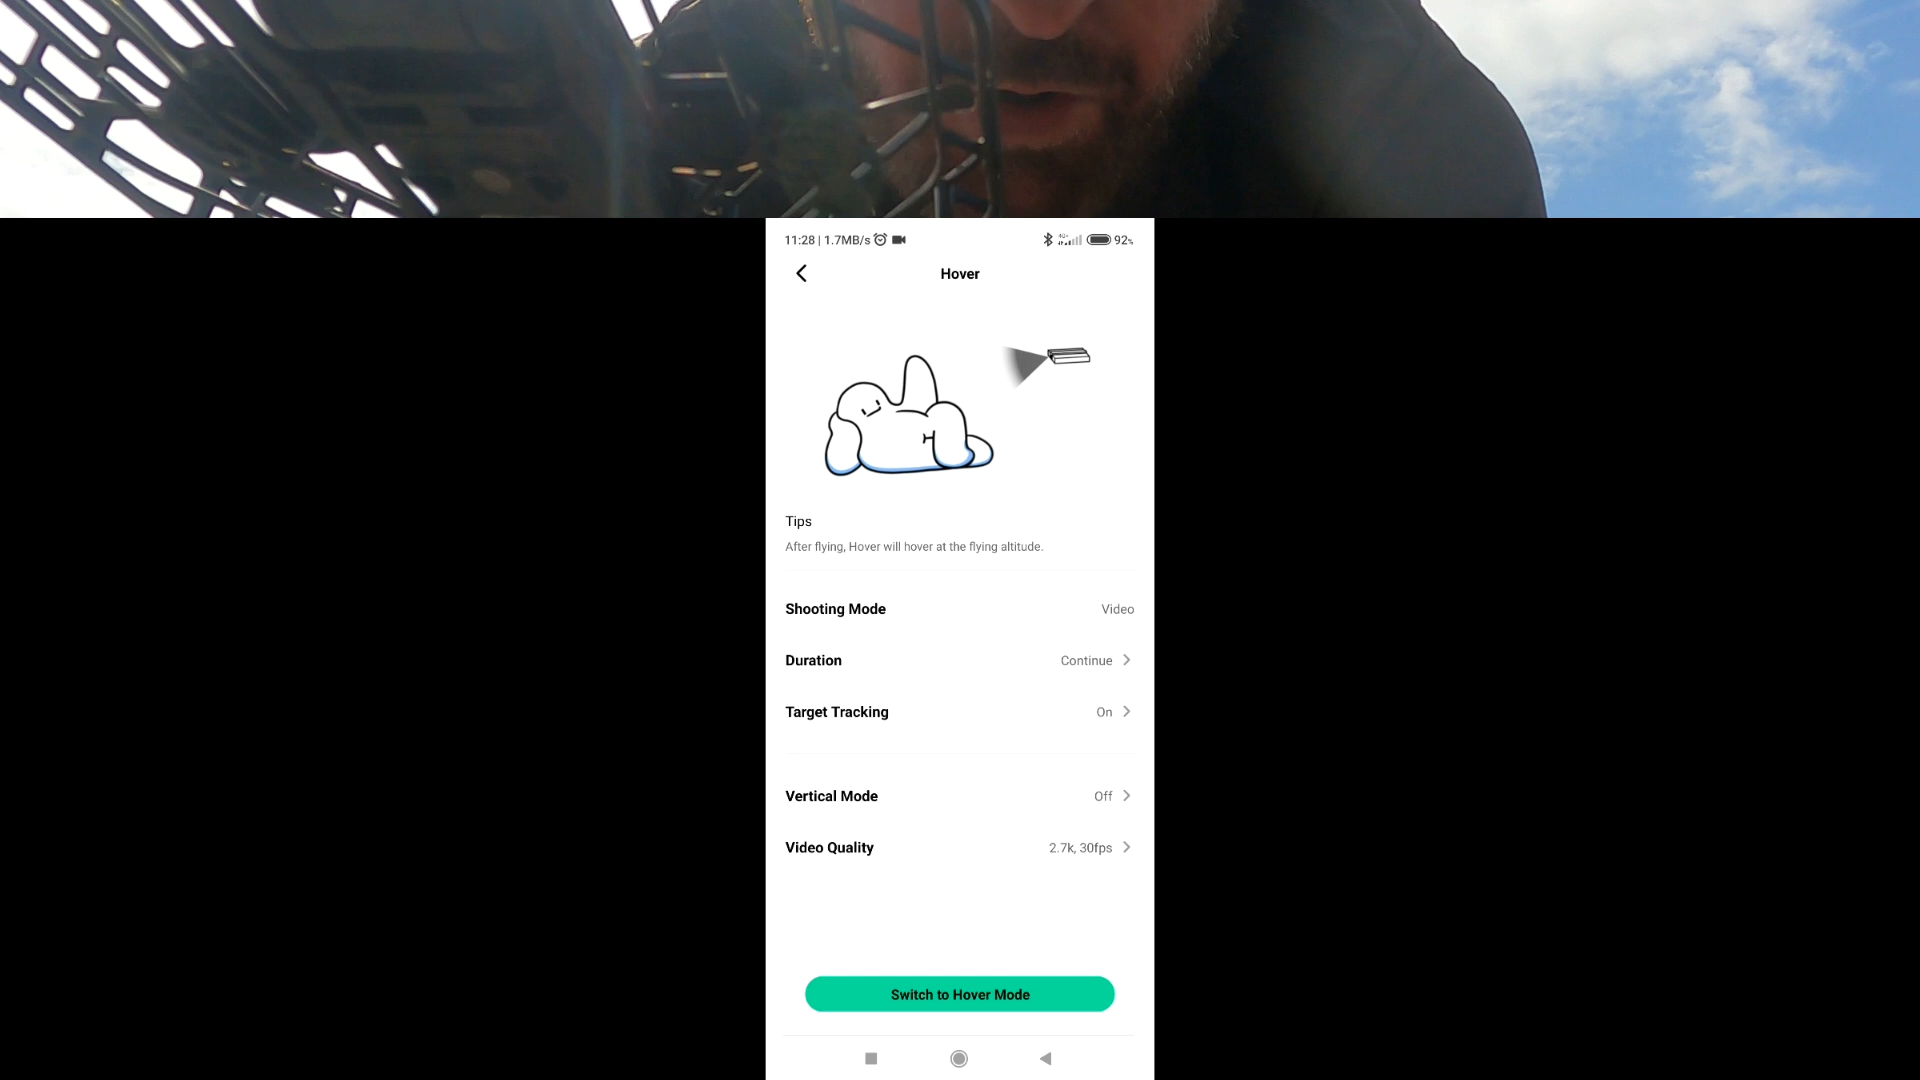 11:28 | 1.7MB/s 92%
Hover
Tips
After flying, Hover will hover at the flying altitude.
Shooting Mode Video
Duration Continue
Target Tracking On
Vertical Mode Off
Video Quality 2.7k, 30fps
Switch to Hover Mode